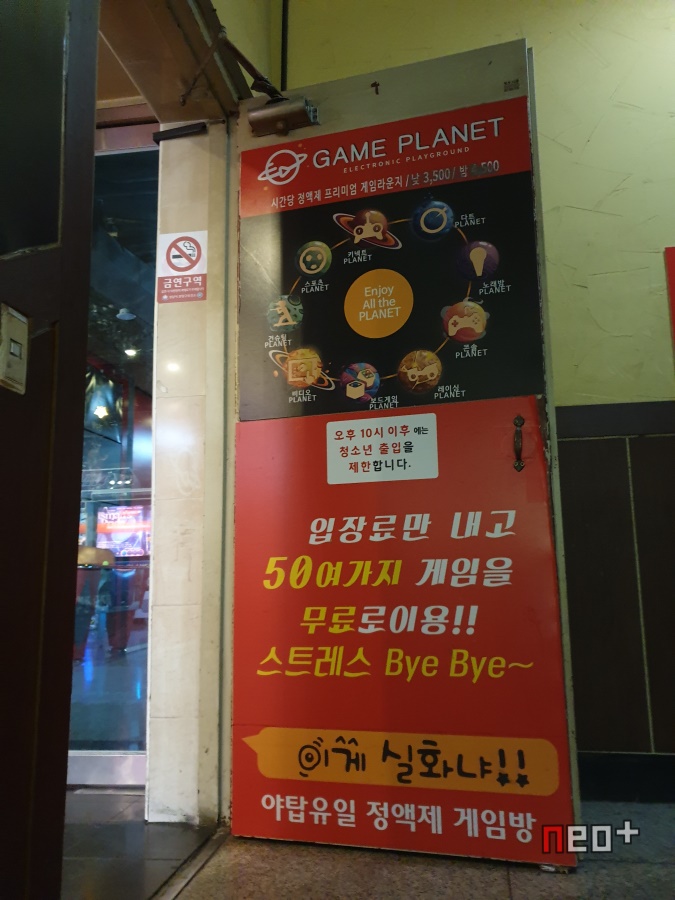 GAME PLANET
ELECTRONIC PLAYGROUND
시간당 정액제 프리미엄 게임라운지 / 낮 3,500 / 밤 4,500
다트
PLANET
키넥트
PLANET
노래방
PLANET
스포츠
PLANET
Enjoy
All the
PLANET
콘솔
PLANET
PLANET
비디오
PLANET
보드게임
PLANET
레이싱
PLANET
금연구역
오후 10시 이후 에는
청소년 출입을
제한합니다.
입장료만 내고
50여가지 게임을
무료로이용!!
스트레스 Bye Bye~
이게 실화냐!!
야탑유일 정액제 게임방
neo+